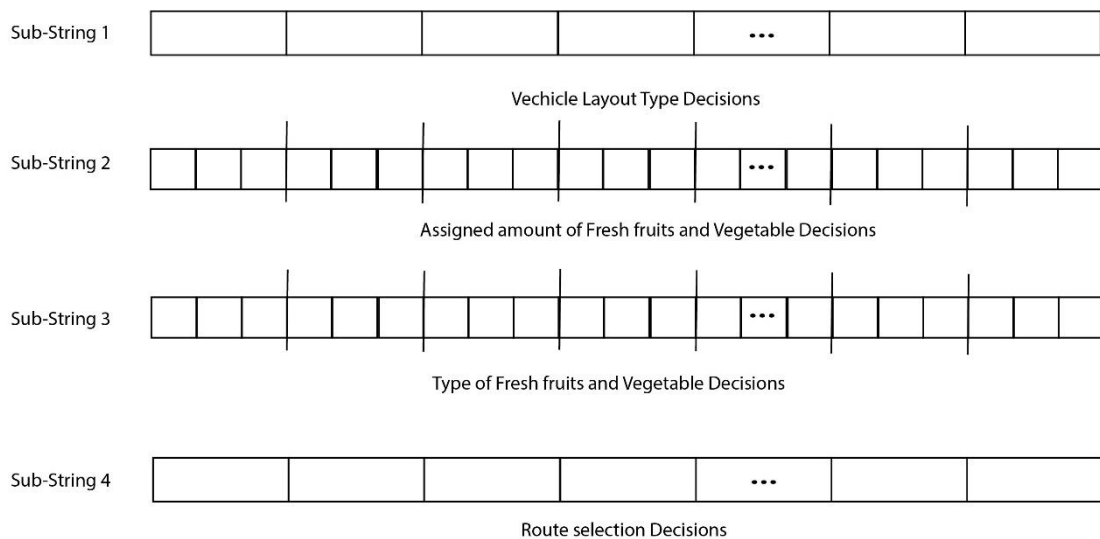 Sub-String 1
...
Vechicle Layout Type Decisions
Sub-String 2
...
Assigned amount of Fresh fruits and Vegetable Decisions
Sub-String 3
...
Type of Fresh fruits and Vegetable Decisions
Sub-String 4
...
Route selection Decisions